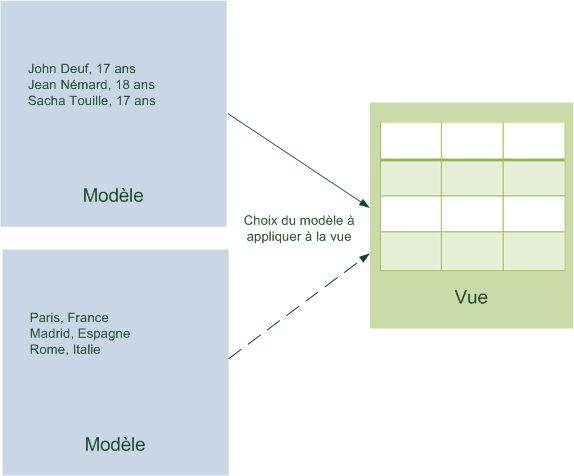 John Deuf, 17 ans
Jean Némard, 18 ans
Sacha Touille, 17 ans
Modèle
Choix du modèle à
appliquer à la vue
Vue
Paris, France
Madrid, Espagne
Rome, Italie
Modèle